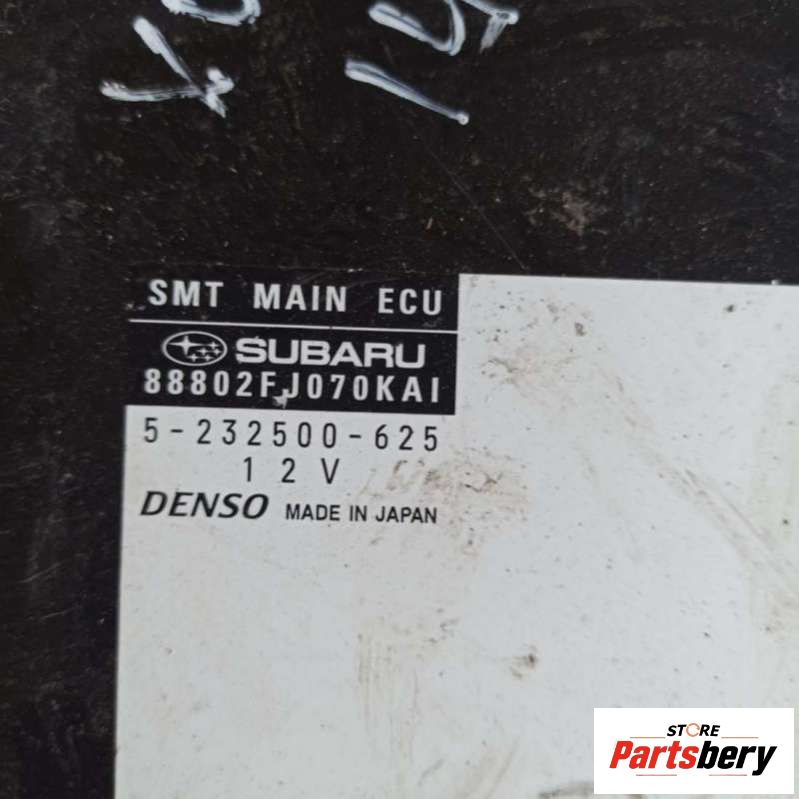 SMT MAIN ECU
SUBARU
88802FJ070KAI
5-232500-625
12V
DENSO MADE IN JAPAN
STORE
Partsbery